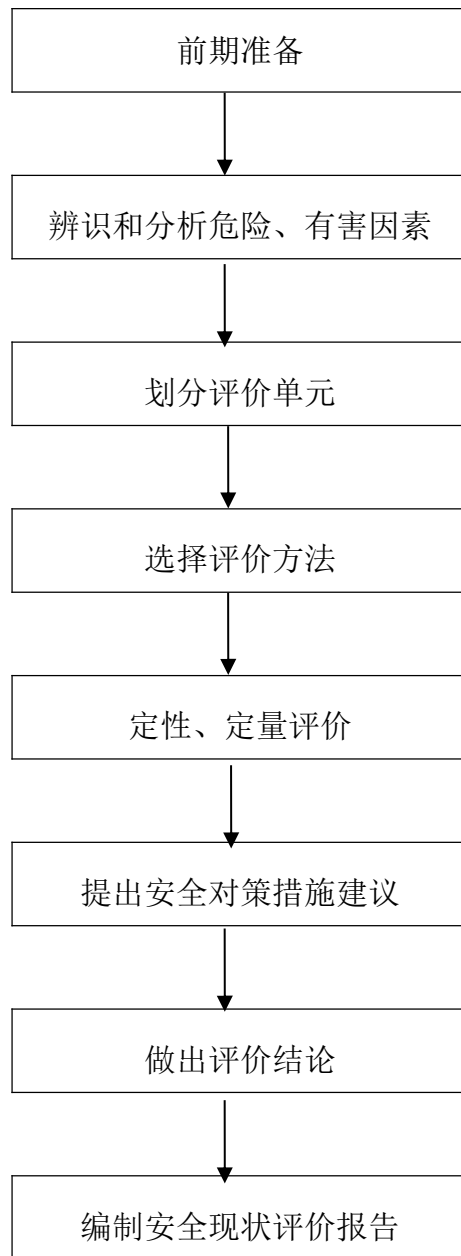 前期准备
辨识和分析危险、有害因素
划分评价单元
选择评价方法
定性、定量评价
提出安全对策措施建议
做出评价结论
编制安全现状评价报告